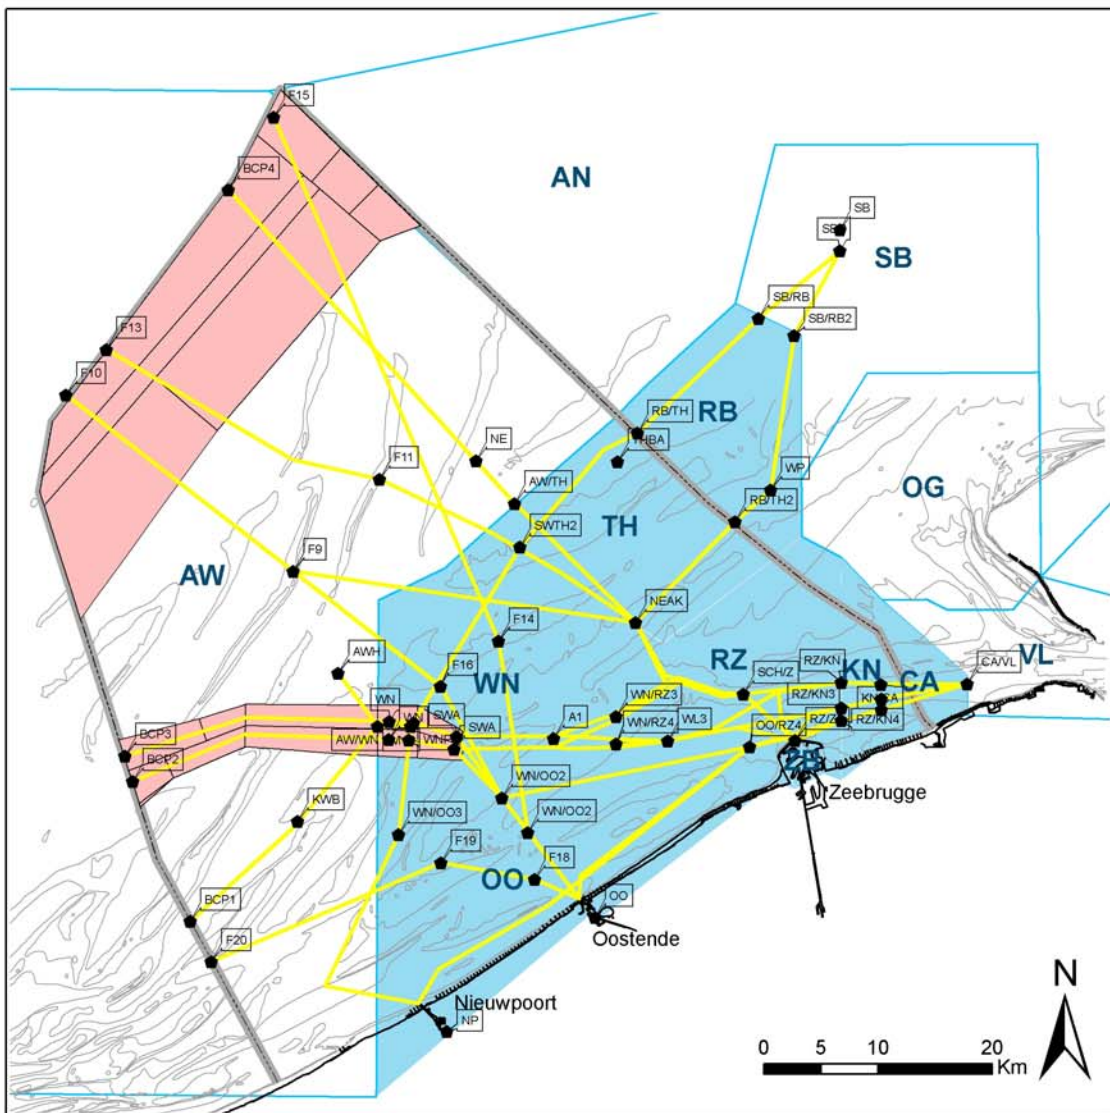 F15
BCP4
AN
SB
SB
SB/RB
SB/RB2
F13
F10
RB/TH
RB
THBA
NE
F11
WP
OG
AW/TH
RB/TH2
TH
SWTH2
F9
AW
NEAK
F14
AWH
F16
WN
RZ
SCH/Z
RZ/KN
KN
CA
VL
CA/VL
WN/RZ3
RZ/KN3
WN
SWA
SWA
A1
WN/RZ4
WL3
OO/RZ4
RZ/KN4
BCP3
BCP2
AW/WN
ZB
Zeebrugge
WN/OO2
KWB
WN/OO3
WN/OO2
F19
F18
OO
BCP1
OO
F20
Oostende
Nieuwpoort
NP
N
0 5 10 20
Km